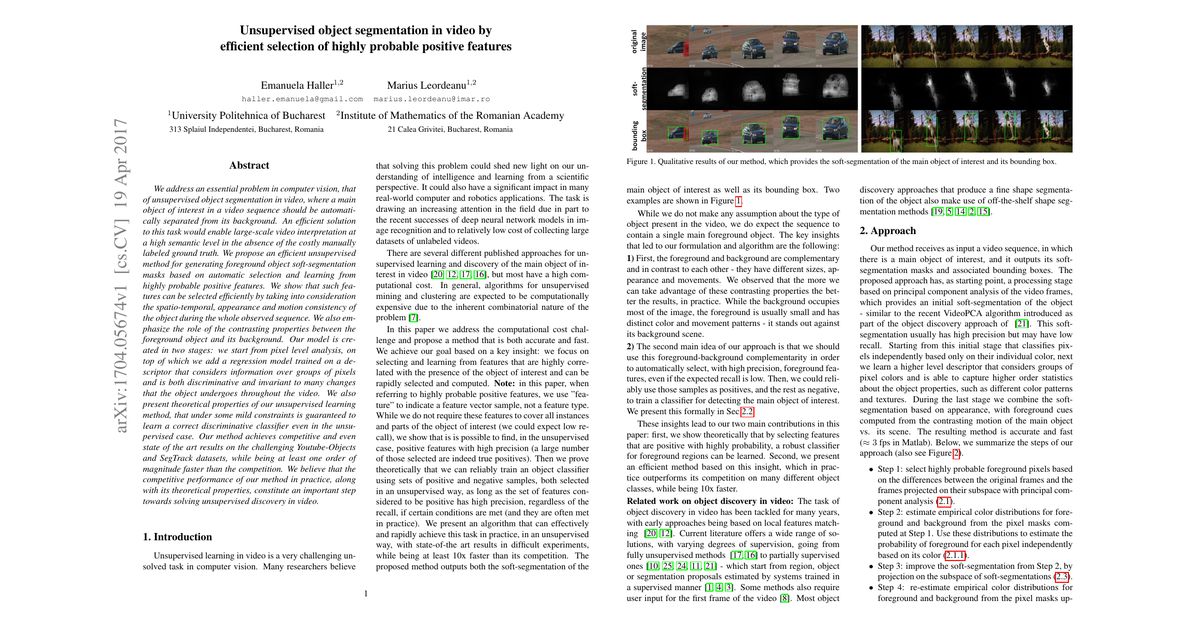 Unsupervised object segmentation in video by
efficient selection of highly probable positive features
Emanuela Haller1,2 Marius Leordeanu1,2
haller.emanuela@gmail.com marius.leordeanu@imar.ro
1University Politehnica of Bucharest 2Institute of Mathematics of the Romanian Academy
313 Splaiul Independentei, Bucharest, Romania 21 Calea Grivitei, Bucharest, Romania
arXiv:1704.05674v1 [cs.CV] 19 Apr 2017
Abstract
We address an essential problem in computer vision, that
of unsupervised object segmentation in video, where a main
object of interest in a video sequence should be automati-
cally separated from its background. An efficient solution
to this task would enable large-scale video interpretation at
a high semantic level in the absence of the costly manually
labeled ground truth. We propose an efficient unsupervised
method for generating foreground object soft-segmentation
masks based on automatic selection and learning from
highly probable positive features. We show that such fea-
tures can be selected efficiently by taking into consideration
the spatio-temporal, appearance and motion consistency of
the object during the whole observed sequence. We also em-
phasize the role of the contrasting properties between the
foreground object and its background. Our model is cre-
ated in two stages: we start from pixel level analysis, on
top of which we add a regression model trained on a de-
scriptor that considers information over groups of pixels
and is both discriminative and invariant to many changes
that the object undergoes throughout the video. We also
present theoretical properties of our unsupervised learning
method, that under some mild constraints is guaranteed to
learn a correct discriminative classifier even in the unsu-
pervised case. Our method achieves competitive and even
state of the art results on the challenging Youtube-Objects
and SegTrack datasets, while being at least one order of
magnitude faster than the competition. We believe that the
competitive performance of our method in practice, along
with its theoretical properties, constitute an important step
towards solving unsupervised discovery in video.
1. Introduction
Unsupervised learning in video is a very challenging un-
solved task in computer vision. Many researchers believe
that solving this problem could shed new light on our un-
derstanding of intelligence and learning from a scientific
perspective. It could also have a significant impact in many
real-world computer and robotics applications. The task is
drawing an increasing attention in the field due in part to
the recent successes of deep neural network models in im-
age recognition and to relatively low cost of collecting large
datasets of unlabeled videos.
There are several different published approaches for un-
supervised learning and discovery of the main object of in-
terest in video [20, 12, 17, 16], but most have a high com-
putational cost. In general, algorithms for unsupervised
mining and clustering are expected to be computationally
expensive due to the inherent combinatorial nature of the
problem [7].
In this paper we address the computational cost chal-
lenge and propose a method that is both accurate and fast.
We achieve our goal based on a key insight: we focus on
selecting and learning from features that are highly corre-
lated with the presence of the object of interest and can be
rapidly selected and computed. Note: in this paper, when
referring to highly probable positive features, we use "fea-
ture" to indicate a feature vector sample, not a feature type.
While we do not require these features to cover all instances
and parts of the object of interest (we could expect low re-
call), we show that is is possible to find, in the unsupervised
case, positive features with high precision (a large number
of those selected are indeed true positives). Then we prove
theoretically that we can reliably train an object classifier
using sets of positive and negative samples, both selected
in an unsupervised way, as long as the set of features con-
sidered to be positive has high precision, regardless of the
recall, if certain conditions are met (and they are often met
in practice). We present an algorithm that can effectively
and rapidly achieve this task in practice, in an unsupervised
way, with state-of-the art results in difficult experiments,
while being at least 10x faster than its competition. The
proposed method outputs both the soft-segmentation of the
1
original
image
soft-
segmentation
bounding
box
Figure 1. Qualitative results of our method, which provides the soft-segmentation of the main object of interest and its bounding box.
main object of interest as well as its bounding box. Two
examples are shown in Figure 1.
While we do not make any assumption about the type of
object present in the video, we do expect the sequence to
contain a single main foreground object. The key insights
that led to our formulation and algorithm are the following:
1) First, the foreground and background are complementary
and in contrast to each other - they have different sizes, ap-
pearance and movements. We observed that the more we
can take advantage of these contrasting properties the bet-
ter the results, in practice. While the background occupies
most of the image, the foreground is usually small and has
distinct color and movement patterns - it stands out against
its background scene.
2) The second main idea of our approach is that we should
use this foreground-background complementarity in order
to automatically select, with high precision, foreground
features, even if the expected recall is low. Then, we could reli-
ably use those samples as positives, and the rest as negative,
to train a classifier for detecting the main object of interest.
We present this formally in Sec 2.2.
These insights lead to our two main contributions in this
paper: first, we show theoretically that by selecting features
that are positive with high probability, a robust classifier
for foreground regions can be learned. Second, we present
an efficient method based on this insight, which in prac-
tice outperforms its competition on many different object
classes, while being 10x faster.
Related work on object discovery in video: The task of
object discovery in video has been tackled for many years,
with early approaches being based on local features match-
ing [20, 12]. Current literature offers a wide range of so-
lutions, with varying degrees of supervision, going from
fully unsupervised methods [17, 16] to partially supervised
ones [10, 25, 24, 11, 21] - which start from region, object
or segmentation proposals estimated by systems trained in
a supervised manner [1, 4, 3]. Some methods also require
user input for the first frame of the video [8]. Most object
discovery approaches that produce a fine shape segmenta-
tion of the object also make use of off-the-shelf shape seg-
mentation methods [19, 5, 14, 2, 15].
2. Approach
Our method receives as input a video sequence, in which
there is a main object of interest, and it outputs its soft-
segmentation masks and associated bounding boxes. The
proposed approach has, as starting point, a processing stage
based on principal component analysis of the video frames,
which provides an initial soft-segmentation of the object
- similar to the recent VideoPCA algorithm introduced as
part of the object discovery approach of [21]. This soft-
segmentation usually has high precision but may have low
recall. Starting from this initial stage that classifies pix-
els independently based only on their individual color, next
we learn a higher level descriptor that considers groups of
pixel colors and is able to capture higher order statistics
about the object properties, such as different color patterns
and textures. During the last stage we combine the soft-
segmentation based on appearance, with foreground cues
computed from the contrasting motion of the main object
vs. its scene. The resulting method is accurate and fast
(≈ 3 fps in Matlab). Below, we summarize the steps of our
approach (also see Figure 2).
• Step 1: select highly probable foreground pixels based
on the differences between the original frames and the
frames projected on their subspace with principal com-
ponent analysis (2.1).
• Step 2: estimate empirical color distributions for fore-
ground and background from the pixel masks com-
puted at Step 1. Use these distributions to estimate the
probability of foreground for each pixel independently
based on its color (2.1.1).
• Step 3: improve the soft-segmentation from Step 2, by
projection on the subspace of soft-segmentations (2.3).
• Step 4: re-estimate empirical color distributions for
foreground and background from the pixel masks up-